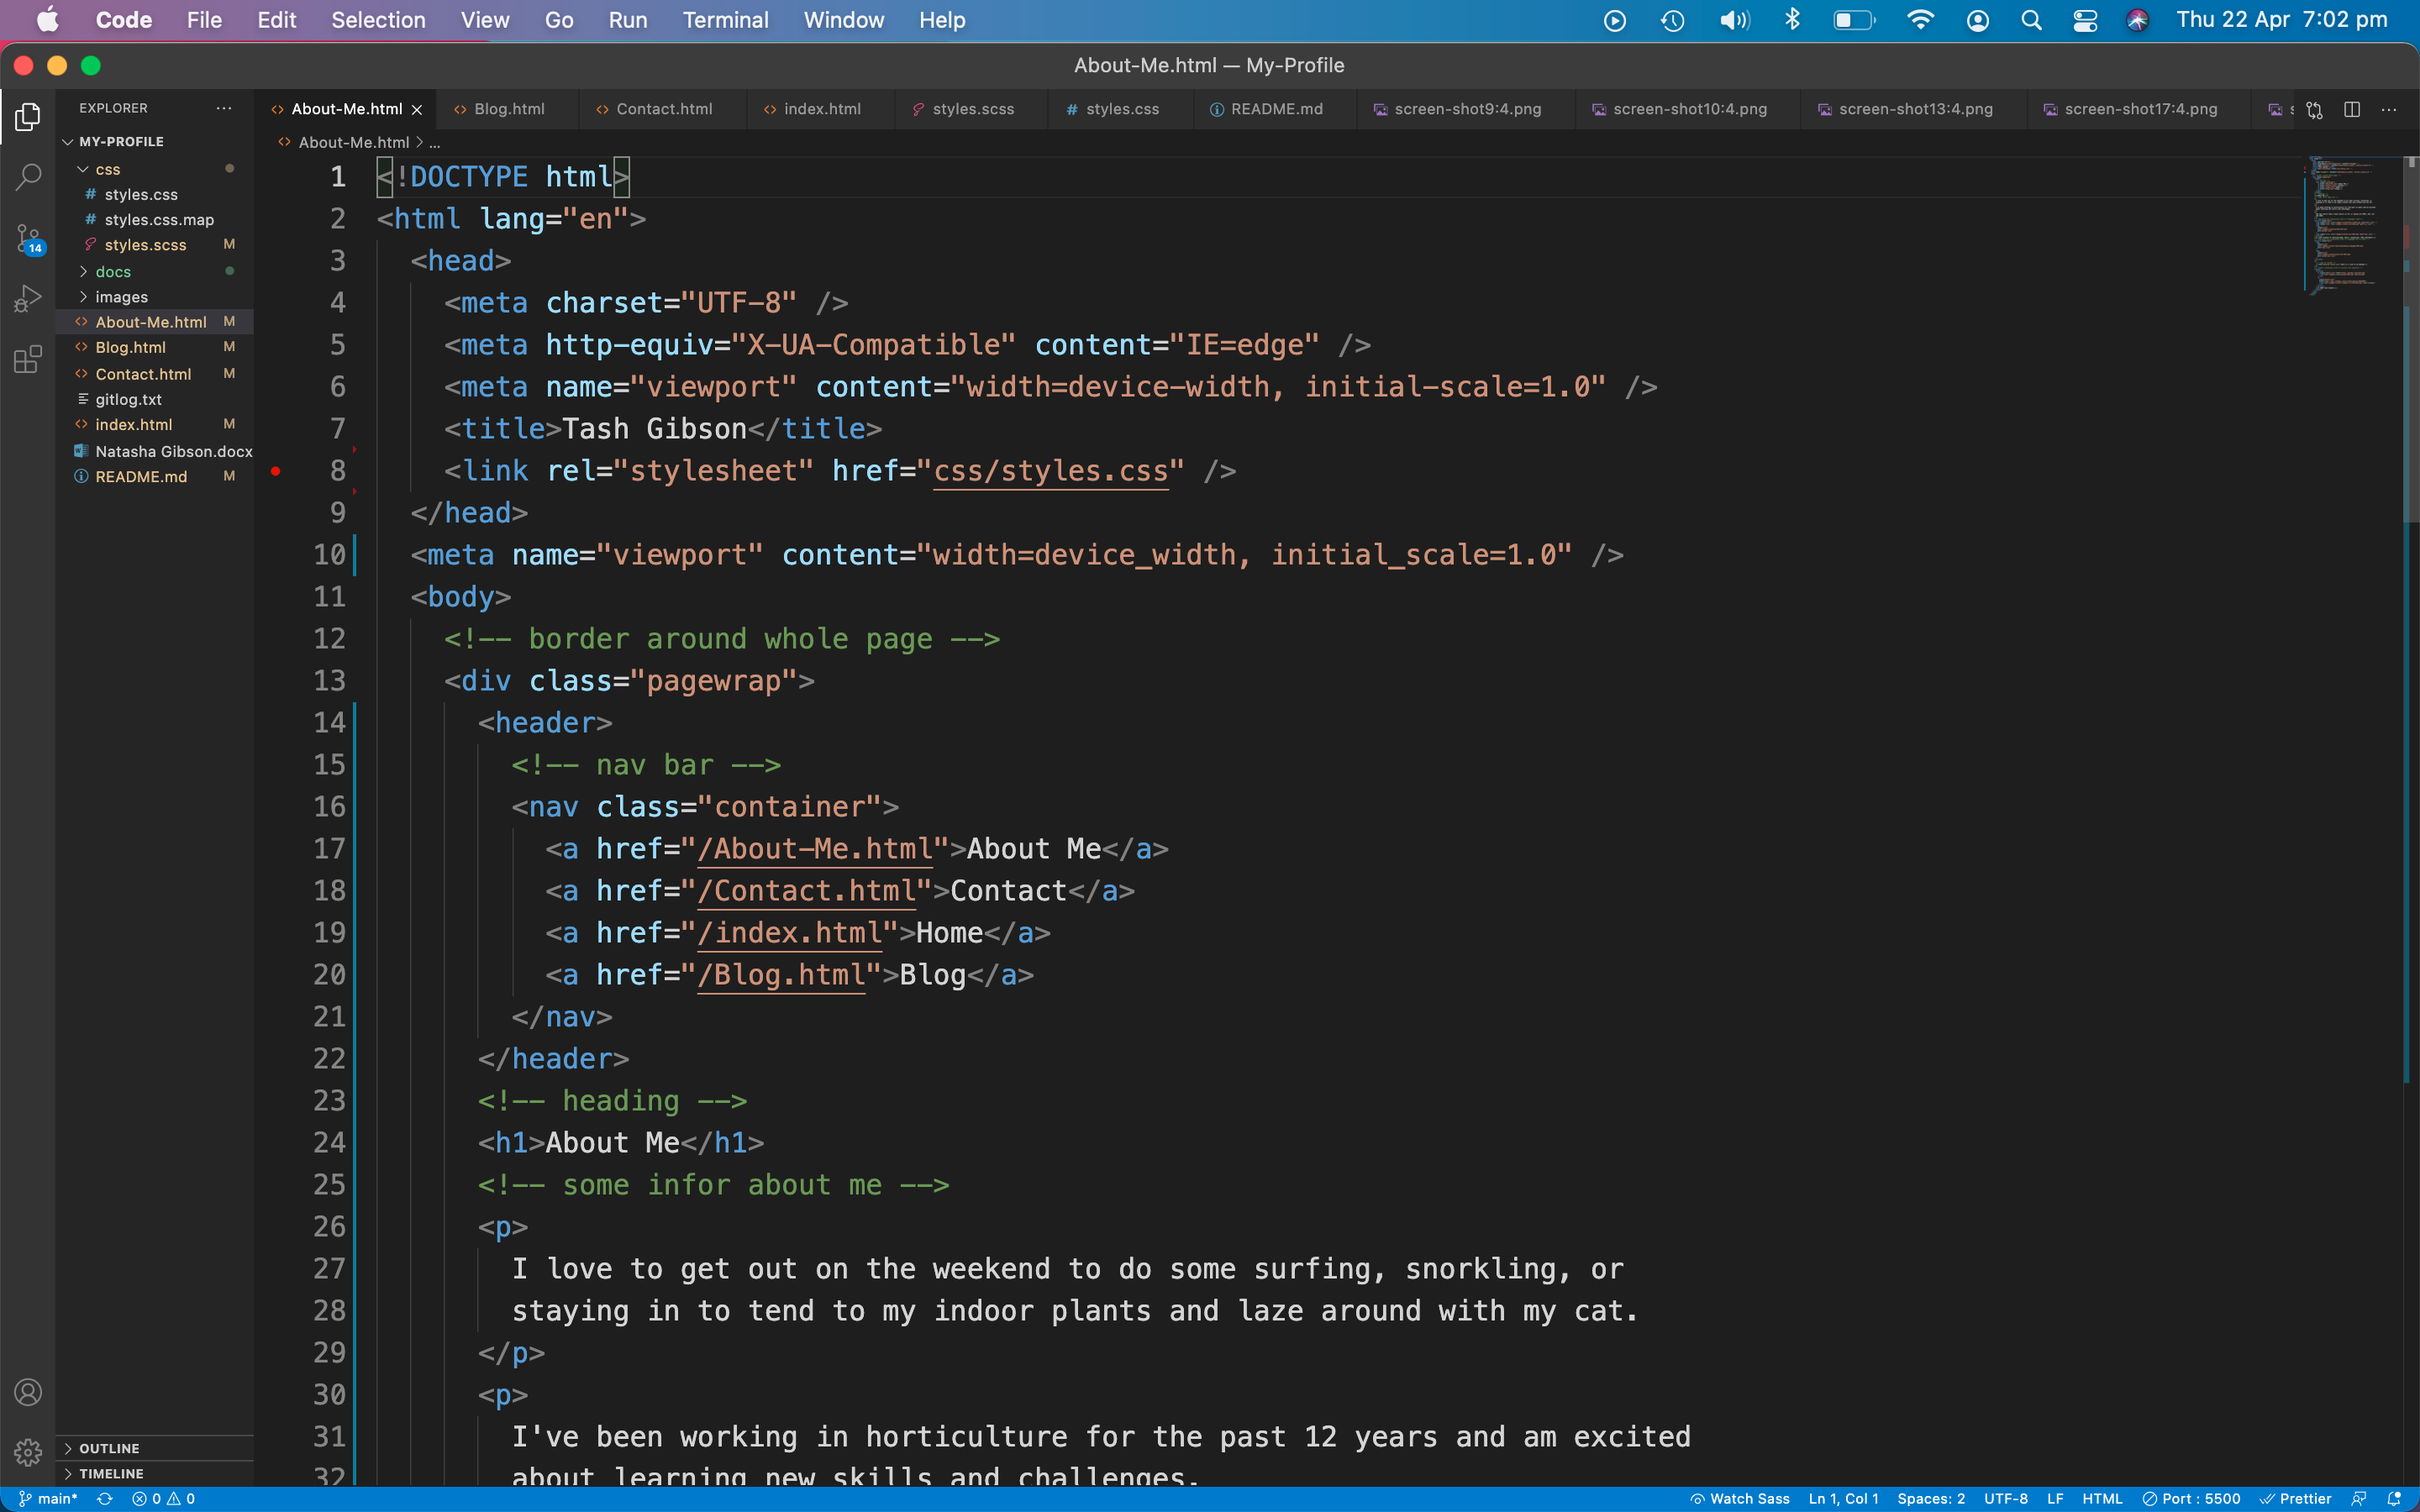 Code File Edit Selection View Go Run Terminal Window Help Thu 22 Apr 7:02 pm
About-Me.html — My-Profile
EXPLORER
About-Me.html Blog.html Contact.html index.html styles.scss # styles.css README.md screen-shot9:4.png screen-shot10:4.png screen-shot13:4.png screen-shot17:4.png s
MY-PROFILE
css
# styles.css
# styles.css.map
styles.scss M
docs
images
About-Me.html M
Blog.html M
Contact.html M
gitlog.txt
index.html M
Natasha Gibson.docx
README.md M
14
OUTLINE
TIMELINE
About-Me.html > ...
1 <!DOCTYPE html>
2 <html lang="en">
3 <head>
4 <meta charset="UTF-8" />
5 <meta http-equiv="X-UA-Compatible" content="IE=edge" />
6 <meta name="viewport" content="width=device-width, initial-scale=1.0" />
7 <title>Tash Gibson</title>
8 <link rel="stylesheet" href="css/styles.css" />
9 </head>
10 <meta name="viewport" content="width=device_width, initial_scale=1.0" />
11 <body>
12 <!-- border around whole page -->
13 <div class="pagewrap">
14 <header>
15 <!-- nav bar -->
16 <nav class="container">
17 <a href="/About-Me.html">About Me</a>
18 <a href="/Contact.html">Contact</a>
19 <a href="/index.html">Home</a>
20 <a href="/Blog.html">Blog</a>
21 </nav>
22 </header>
23 <!-- heading -->
24 <h1>About Me</h1>
25 <!-- some infor about me -->
26 <p>
27 I love to get out on the weekend to do some surfing, snorkling, or
28 staying in to tend to my indoor plants and laze around with my cat.
29 </p>
30 <p>
31 I've been working in horticulture for the past 12 years and am excited
32 about learning new skills and challenges.
main* 0 0 Watch Sass Ln 1, Col 1 Spaces: 2 UTF-8 LF HTML Port : 5500 Prettier